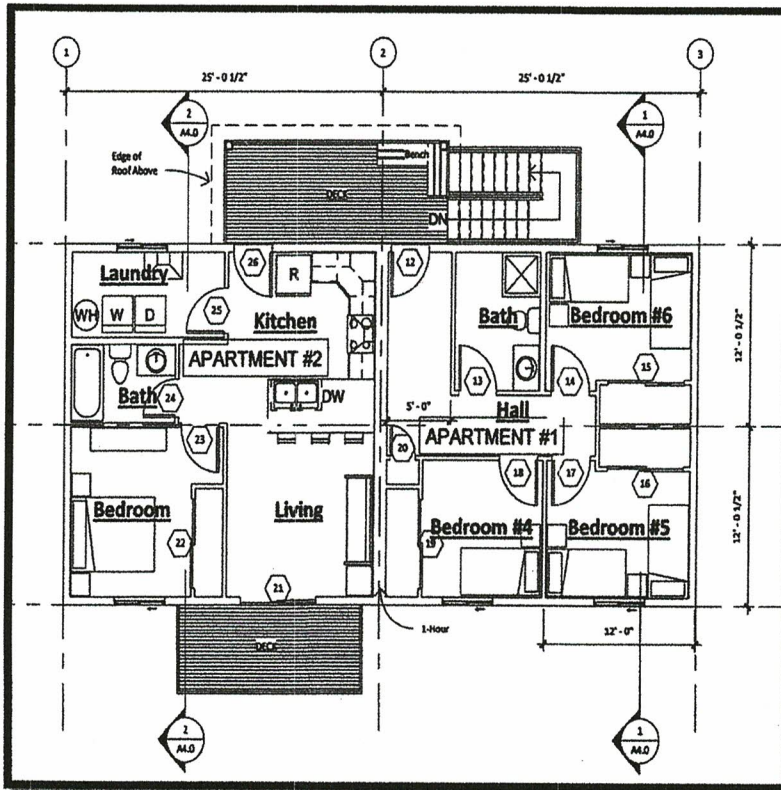 1
2
3
25' - 0 1/2"
25' - 0 1/2"
2
A4.0
1
A4.0
Edge of
Roof Above
Bench
DECK
DN
Laundry
26
R
12
WH
W
D
25
Kitchen
Bath
Bedroom #6
12' - 0 1/2"
APARTMENT #2
13
14
15
Bath
24
DW
5' - 0"
Hall
23
20
APARTMENT #1
18
17
16
Bedroom
Living
Bedroom #4
Bedroom #5
12' - 0 1/2"
22
19
21
1-Hour
12' - 0"
DECK
2
A4.0
1
A4.0